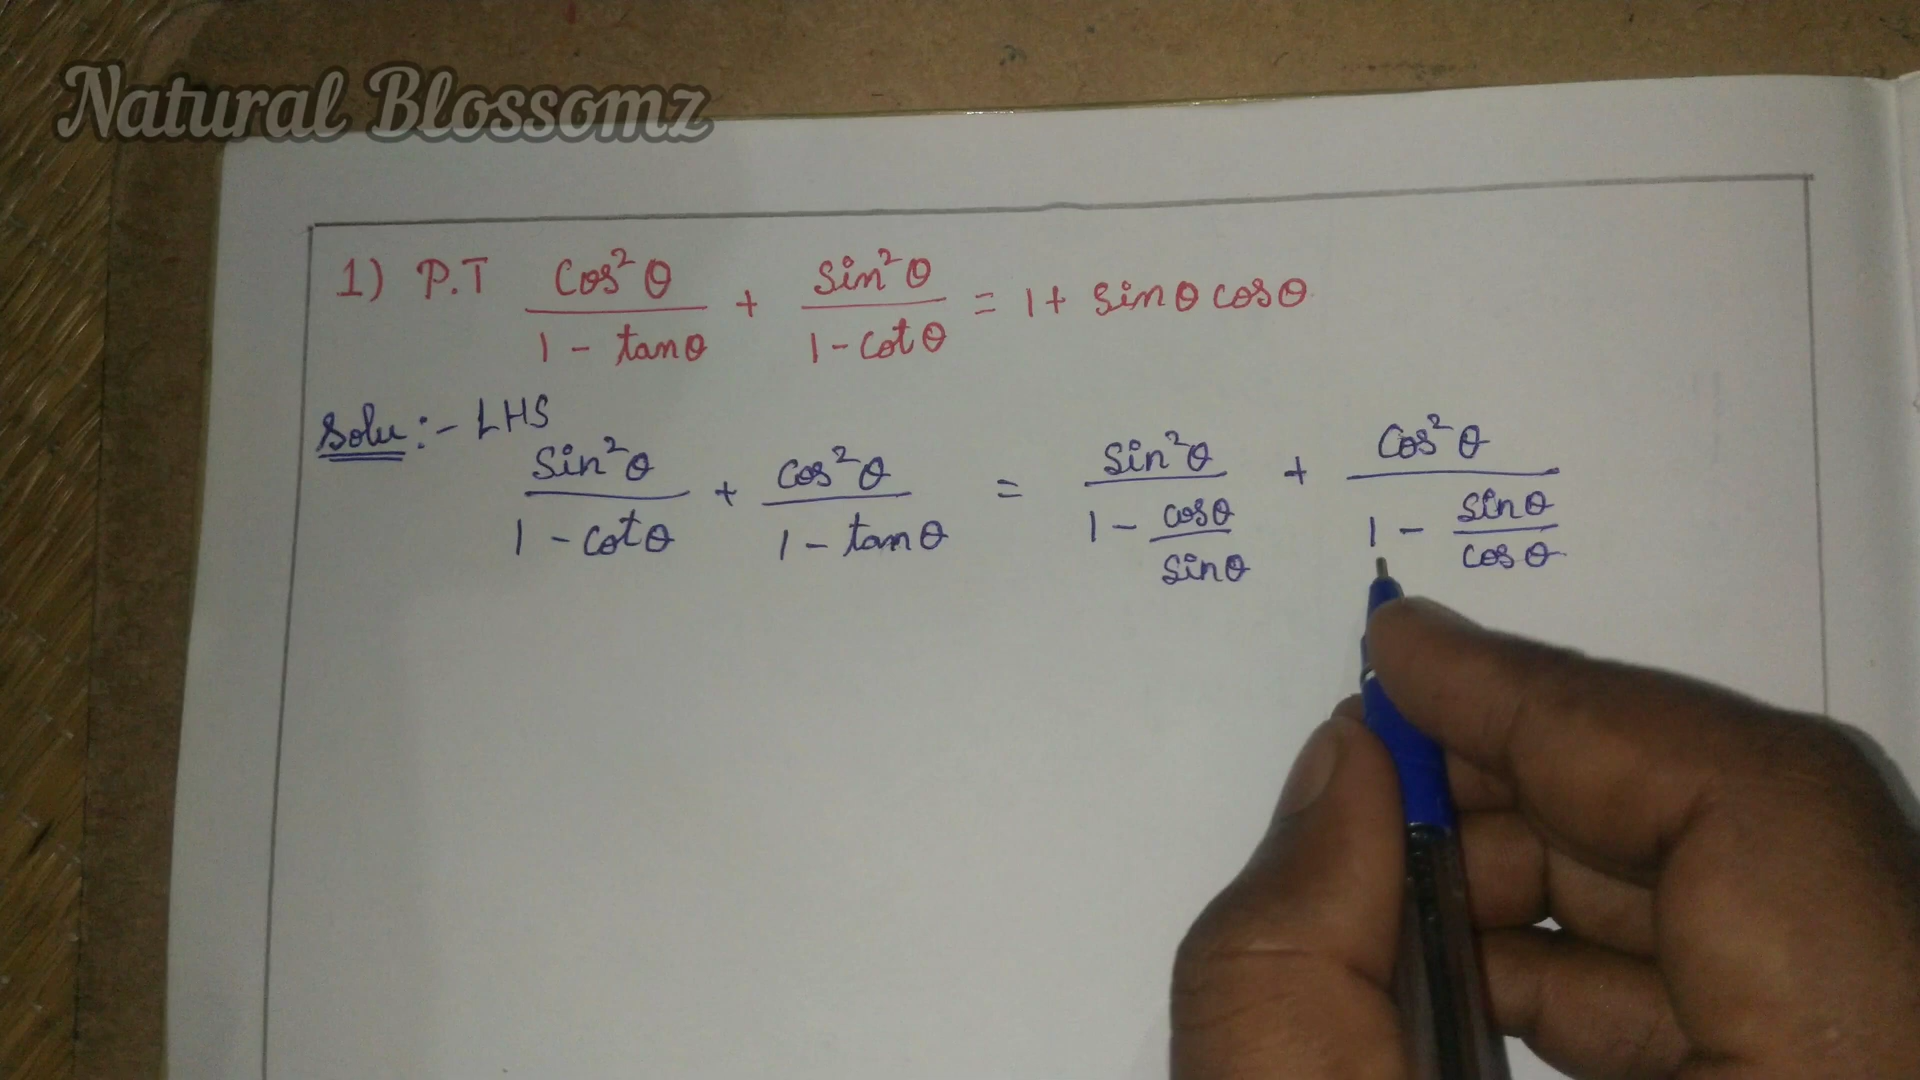 Natural Blossomz
1) P.T Cos²θ / 1 - tanθ + Sin²θ / 1 - cotθ = 1 + sinθ cosθ
Solu :- LHS
Sin²θ / 1 - cotθ + cos²θ / 1 - tanθ = Sin²θ / 1 - cosθ / sinθ + Cos²θ / 1 - sinθ / cosθ